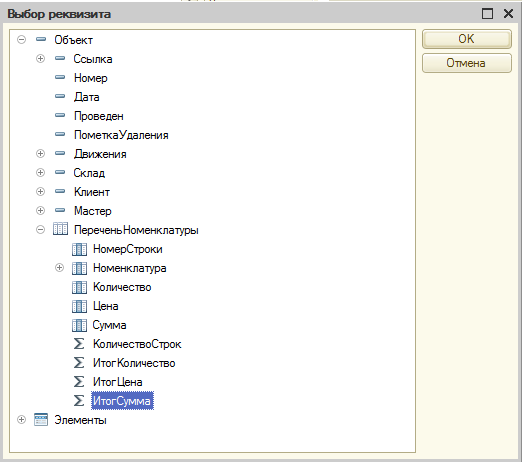 Выбор реквизита
Объект
OK
Ссылка
Отмена
Номер
Дата
Проведен
ПометкаУдаления
Движения
Склад
Клиент
Мастер
ПереченьНоменклатуры
НомерСтроки
Номенклатура
Количество
Цена
Сумма
КоличествоСтрок
ИтогКоличество
ИтогЦена
ИтогСумма
Элементы